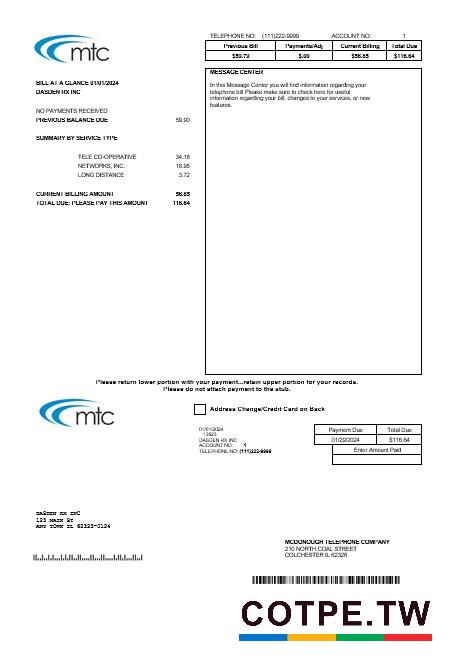 mtc
TELEPHONE NO: (111)222-9999 ACCOUNT NO: 1
Previous Bill Payments/Adj Current Billing Total Due
$59.79 $.00 $56.85 $116.64
BILL AT A GLANCE 01/01/2024
DASDEN RX INC
NO PAYMENTS RECEIVED
PREVIOUS BALANCE DUE 59.90
SUMMARY BY SERVICE TYPE
TELE CO-OPERATIVE 34.18
NETWORKS, INC. 18.95
LONG DISTANCE 3.72
CURRENT BILLING AMOUNT 56.85
TOTAL DUE: PLEASE PAY THIS AMOUNT 116.64
MESSAGE CENTER
In this Message Center you will find information regarding your
telephone bill Please make sure to check here for useful
information regarding your bill, changes to your services, or new
features.
Please return lower portion with your payment...retain upper portion for your records.
Please do not attach payment to the stub.
mtc
Address Change/Credit Card on Back
01/01/2024
13923
DASDEN RX INC
ACCOUNT NO: 1
TELEPHONE NO: (111)222-9999
Payment Due Total Due
01/29/2024 $116.64
Enter Amount Paid
DASDEN RX INC
123 MAIN ST
ANY TOWN IL 62323-0124
MCDONOUGH TELEPHONE COMPANY
210 NORTH COAL STREET
COLCHESTER IL 62326
COTPE.TW